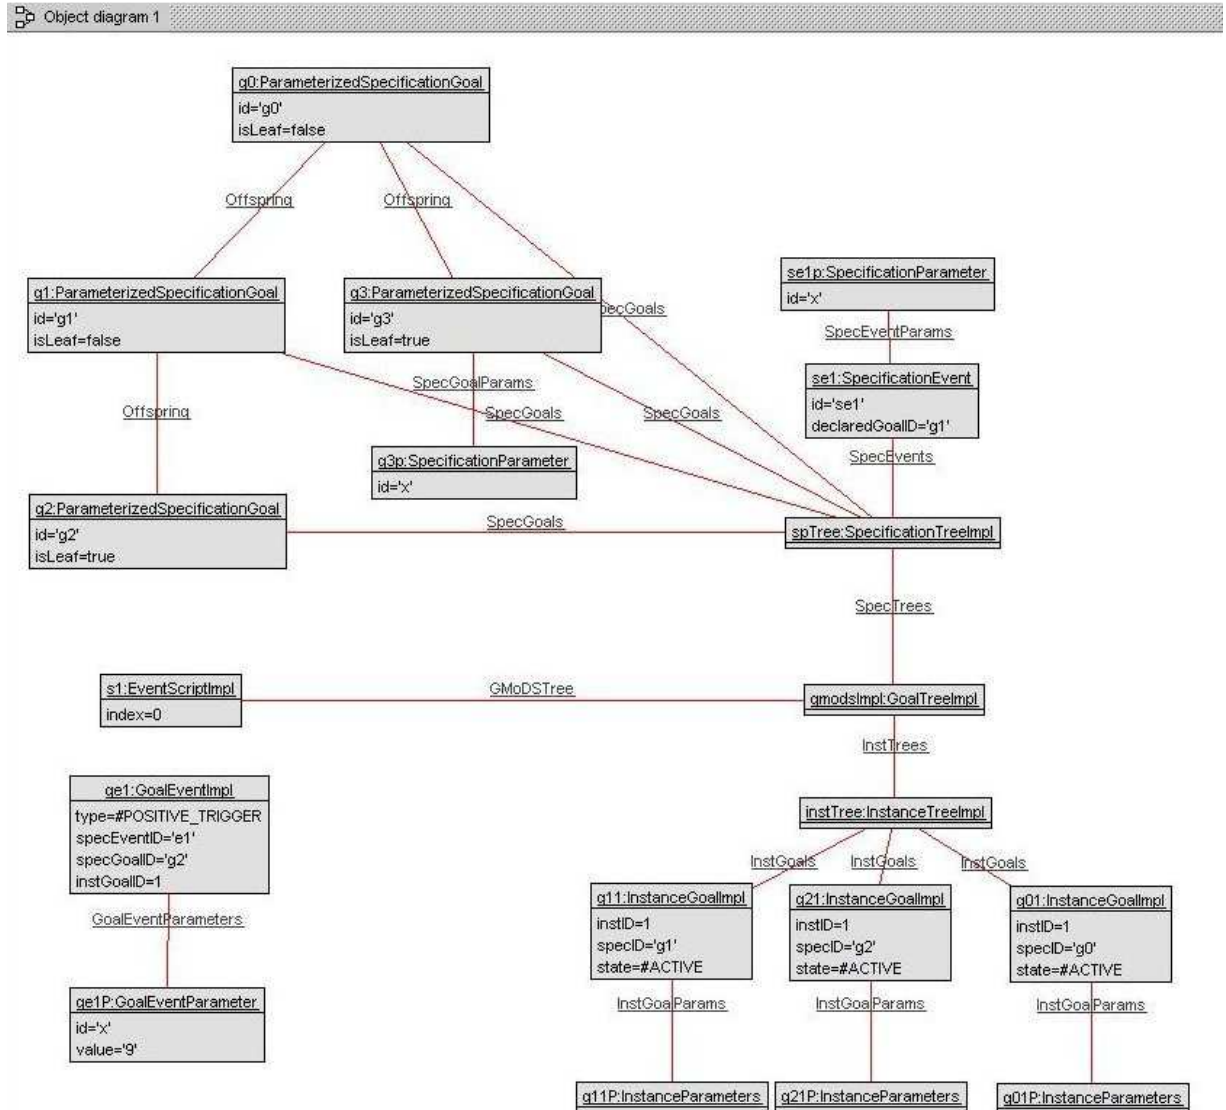 Object diagram 1
g0:ParameterizedSpecificationGoal
id='g0'
isLeaf=false
Offspring
Offspring
g1:ParameterizedSpecificationGoal
id='g1'
isLeaf=false
g3:ParameterizedSpecificationGoal
id='g3'
isLeaf=true
se1p:SpecificationParameter
id='x'
pecGoals
SpecEventParams
se1:SpecificationEvent
id='se1'
declaredGoalID='g1'
SpecGoalParams
Offspring
SpecGoals
SpecGoals
SpecEvents
g3p:SpecificationParameter
id='x'
g2:ParameterizedSpecificationGoal
id='g2'
isLeaf=true
SpecGoals
spTree:SpecificationTreeImpl
SpecTrees
s1:EventScriptImpl
index=0
GMoDSTree
gmodsImpl:GoalTreeImpl
InstTrees
ge1:GoalEventImpl
type=#POSITIVE_TRIGGER
specEventID='e1'
specGoalID='g2'
instGoalID=1
instTree:InstanceTreeImpl
InstGoals
InstGoals
InstGoals
g11:InstanceGoalImpl
instID=1
specID='g1'
state=#ACTIVE
g21:InstanceGoalImpl
instID=1
specID='g2'
state=#ACTIVE
g01:InstanceGoalImpl
instID=1
specID='g0'
state=#ACTIVE
GoalEventParameters
InstGoalParams
InstGoalParams
InstGoalParams
ge1P:GoalEventParameter
id='x'
value='9'
g11P:InstanceParameters
g21P:InstanceParameters
g01P:InstanceParameters